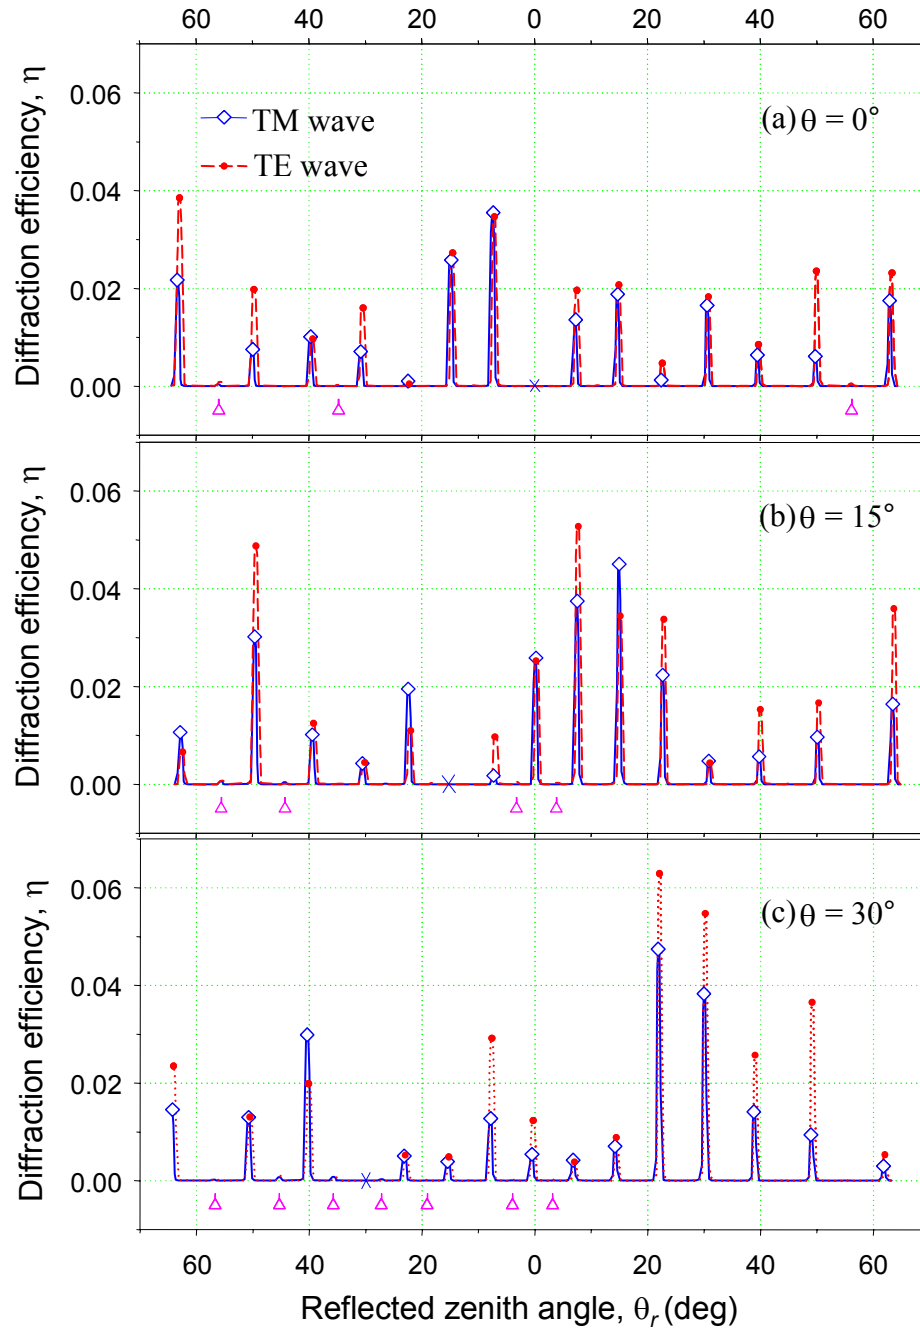 60 40 20 0 20 40 60
Diffraction efficiency, η
0.06
0.04
0.02
0.00
TM wave
TE wave
(a) θ = 0°
Diffraction efficiency, η
0.06
0.04
0.02
0.00
(b) θ = 15°
Diffraction efficiency, η
0.06
0.04
0.02
0.00
(c) θ = 30°
60 40 20 0 20 40 60
Reflected zenith angle, θr (deg)